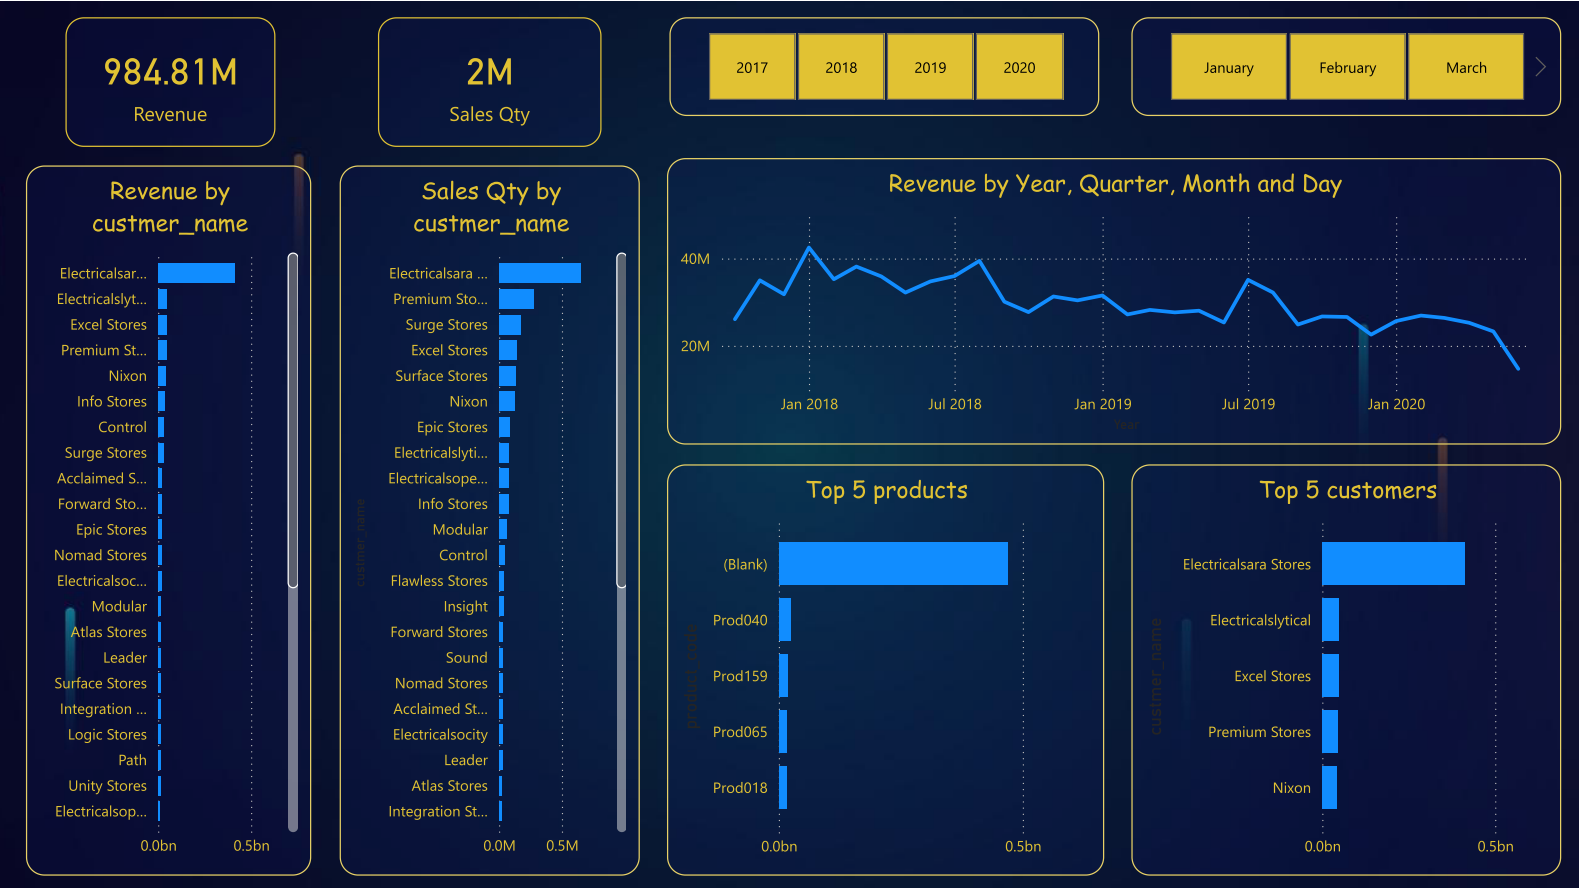 984.81M
Revenue
2M
Sales Qty
2017
2018
2019
2020
January
February
March
Revenue by
custmer_name
Electricalsar...
Electricalslyt...
Excel Stores
Premium St...
Nixon
Info Stores
Control
Surge Stores
Acclaimed S...
Forward Sto...
Epic Stores
Nomad Stores
Electricalsoc...
Modular
Atlas Stores
Leader
Surface Stores
Integration ...
Logic Stores
Path
Unity Stores
Electricalsop...
0.0bn
0.5bn
Sales Qty by
custmer_name
custmer_name
Electricalsara ...
Premium Sto...
Surge Stores
Excel Stores
Surface Stores
Nixon
Epic Stores
Electricalslyti...
Electricalsope...
Info Stores
Modular
Control
Flawless Stores
Insight
Forward Stores
Sound
Nomad Stores
Acclaimed St...
Electricalsocity
Leader
Atlas Stores
Integration St...
0.0M
0.5M
Revenue by Year, Quarter, Month and Day
40M
20M
Jan 2018
Jul 2018
Jan 2019
Jul 2019
Jan 2020
Year
Top 5 products
product_code
(Blank)
Prod040
Prod159
Prod065
Prod018
0.0bn
0.5bn
Top 5 customers
custmer_name
Electricalsara Stores
Electricalslytical
Excel Stores
Premium Stores
Nixon
0.0bn
0.5bn